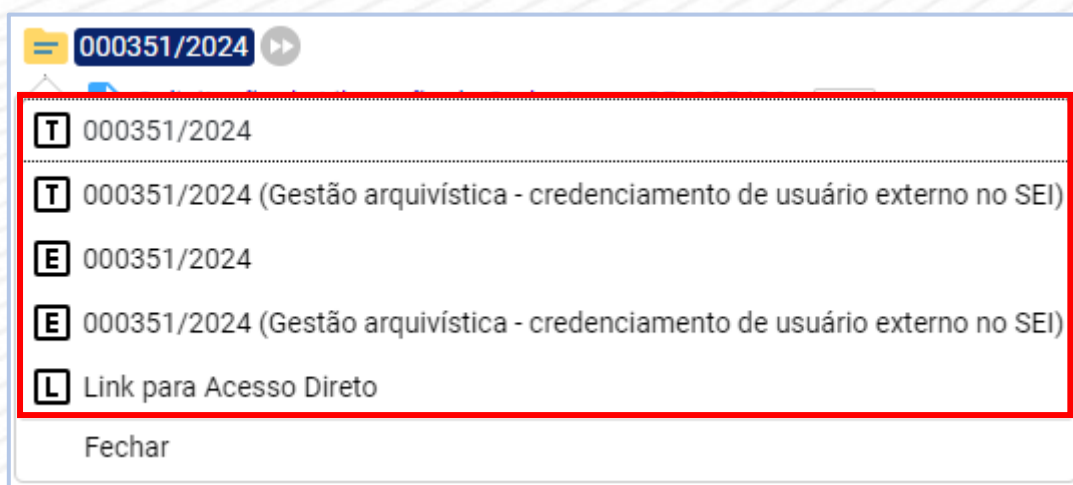 000351/2024
T 000351/2024
T 000351/2024 (Gestão arquivística - credenciamento de usuário externo no SEI)
E 000351/2024
E 000351/2024 (Gestão arquivística - credenciamento de usuário externo no SEI)
L Link para Acesso Direto
Fechar